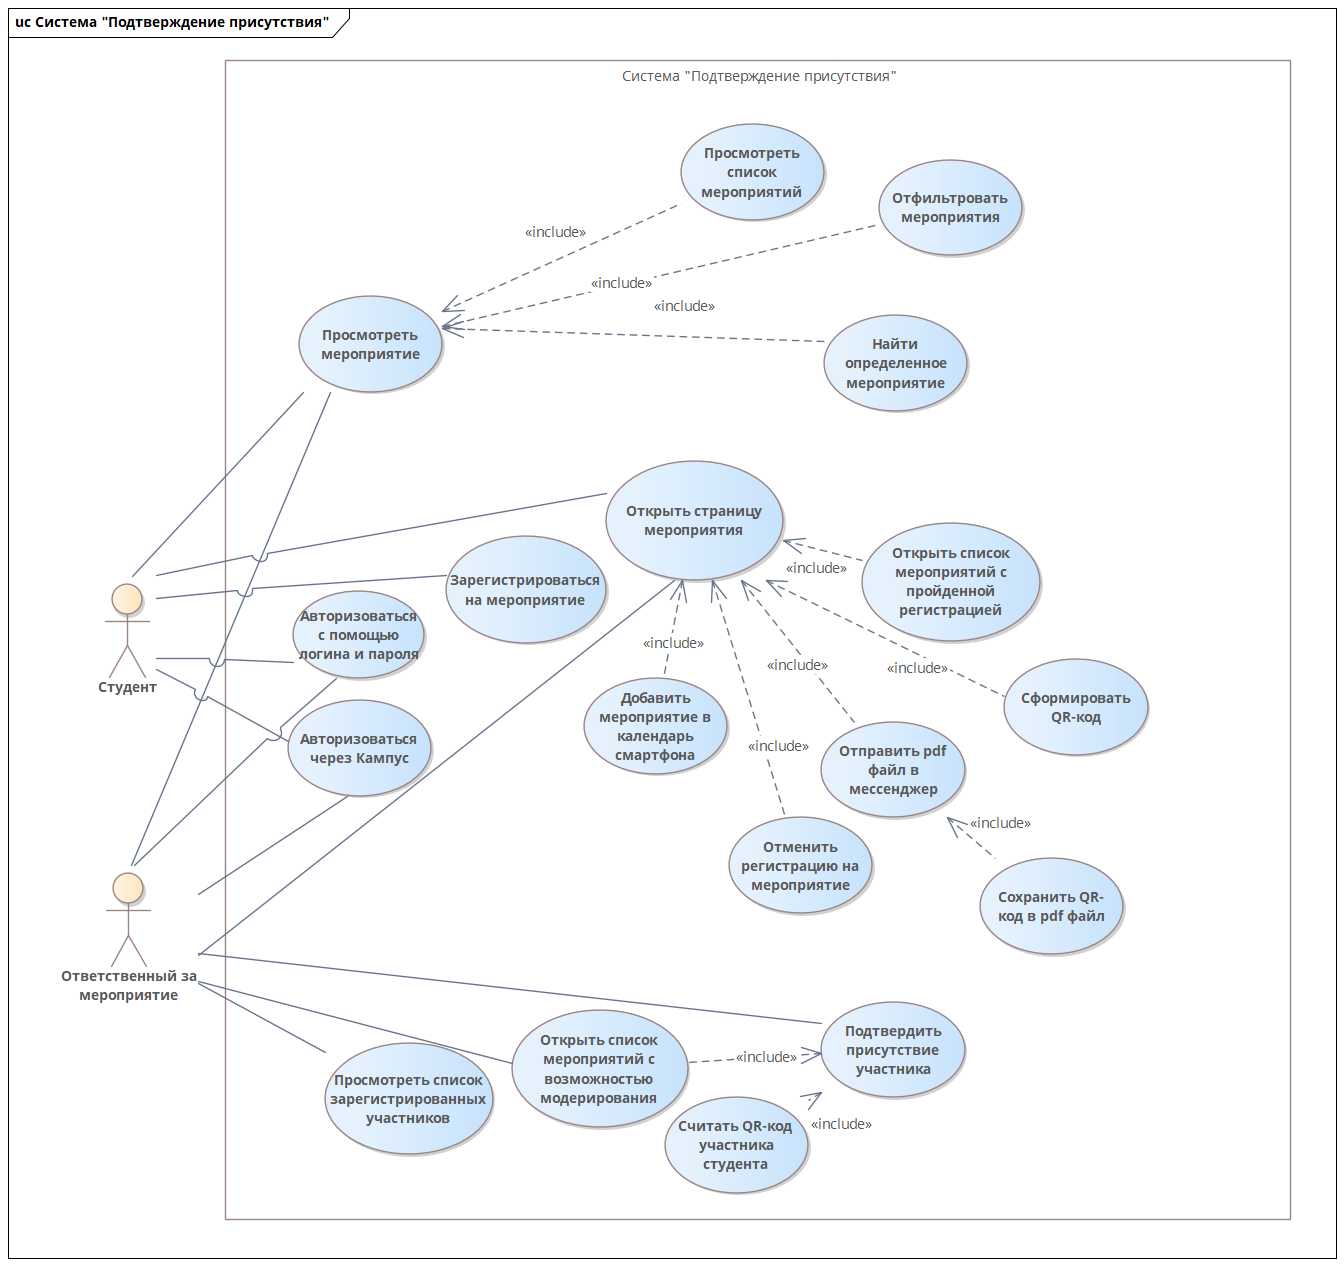 uc Система "Подтверждение присутствия"
Система "Подтверждение присутствия"
Просмотреть
список
мероприятий
Отфильтровать
мероприятия
«include»
«include»
«include»
Просмотреть
мероприятие
Найти
определенное
мероприятие
Открыть страницу
мероприятия
Открыть список
мероприятий с
пройденной
регистрацией
«include»
Зарегистрироваться
на мероприятие
Авторизоваться
с помощью
логина и пароля
«include»
«include»
«include»
Студент
Добавить
мероприятие в
календарь
смартфона
Сформировать
QR-код
Авторизоваться
через Кампус
«include»
Отправить pdf
файл в
мессенджер
«include»
Отменить
регистрацию на
мероприятие
Сохранить QR-
код в pdf файл
Ответственный за
мероприятие
Открыть список
мероприятий с
возможностью
модерирования
«include»
Подтвердить
присутствие
участника
Просмотреть список
зарегистрированных
участников
Считать QR-код
участника
студента
«include»